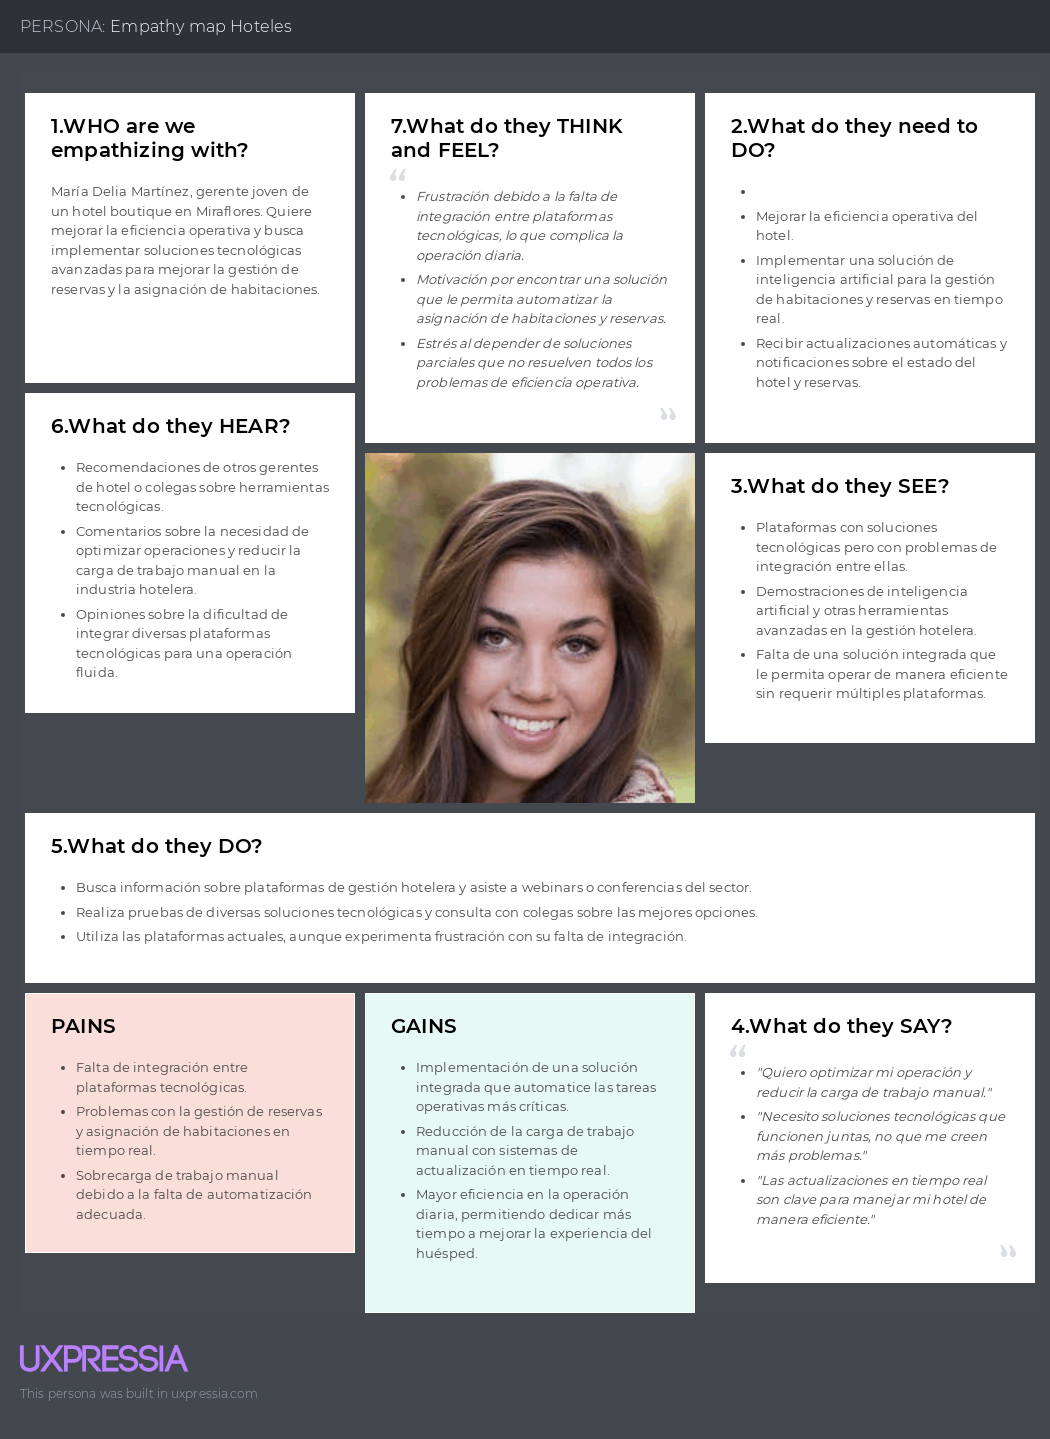 PERSONA: Empathy map Hoteles
1.WHO are we
empathizing with?
María Delia Martínez, gerente joven de
un hotel boutique en Miraflores. Quiere
mejorar la eficiencia operativa y busca
implementar soluciones tecnológicas
avanzadas para mejorar la gestión de
reservas y la asignación de habitaciones.
7.What do they THINK
and FEEL?
“
• Frustración debido a la falta de
integración entre plataformas
tecnológicas, lo que complica la
operación diaria.
• Motivación por encontrar una solución
que le permita automatizar la
asignación de habitaciones y reservas.
• Estrés al depender de soluciones
parciales que no resuelven todos los
problemas de eficiencia operativa.
”
2.What do they need to
DO?
•
• Mejorar la eficiencia operativa del
hotel.
• Implementar una solución de
inteligencia artificial para la gestión
de habitaciones y reservas en tiempo
real.
• Recibir actualizaciones automáticas y
notificaciones sobre el estado del
hotel y reservas.
6.What do they HEAR?
• Recomendaciones de otros gerentes
de hotel o colegas sobre herramientas
tecnológicas.
• Comentarios sobre la necesidad de
optimizar operaciones y reducir la
carga de trabajo manual en la
industria hotelera.
• Opiniones sobre la dificultad de
integrar diversas plataformas
tecnológicas para una operación
fluida.
3.What do they SEE?
• Plataformas con soluciones
tecnológicas pero con problemas de
integración entre ellas.
• Demostraciones de inteligencia
artificial y otras herramientas
avanzadas en la gestión hotelera.
• Falta de una solución integrada que
le permita operar de manera eficiente
sin requerir múltiples plataformas.
5.What do they DO?
• Busca información sobre plataformas de gestión hotelera y asiste a webinars o conferencias del sector.
• Realiza pruebas de diversas soluciones tecnológicas y consulta con colegas sobre las mejores opciones.
• Utiliza las plataformas actuales, aunque experimenta frustración con su falta de integración.
PAINS
• Falta de integración entre
plataformas tecnológicas.
• Problemas con la gestión de reservas
y asignación de habitaciones en
tiempo real.
• Sobrecarga de trabajo manual
debido a la falta de automatización
adecuada.
GAINS
• Implementación de una solución
integrada que automatice las tareas
operativas más críticas.
• Reducción de la carga de trabajo
manual con sistemas de
actualización en tiempo real.
• Mayor eficiencia en la operación
diaria, permitiendo dedicar más
tiempo a mejorar la experiencia del
huésped.
4.What do they SAY?
“
• "Quiero optimizar mi operación y
reducir la carga de trabajo manual."
• "Necesito soluciones tecnológicas que
funcionen juntas, no que me creen
más problemas."
• "Las actualizaciones en tiempo real
son clave para manejar mi hotel de
manera eficiente."
”
UXPRESSIA
This persona was built in uxpressia.com